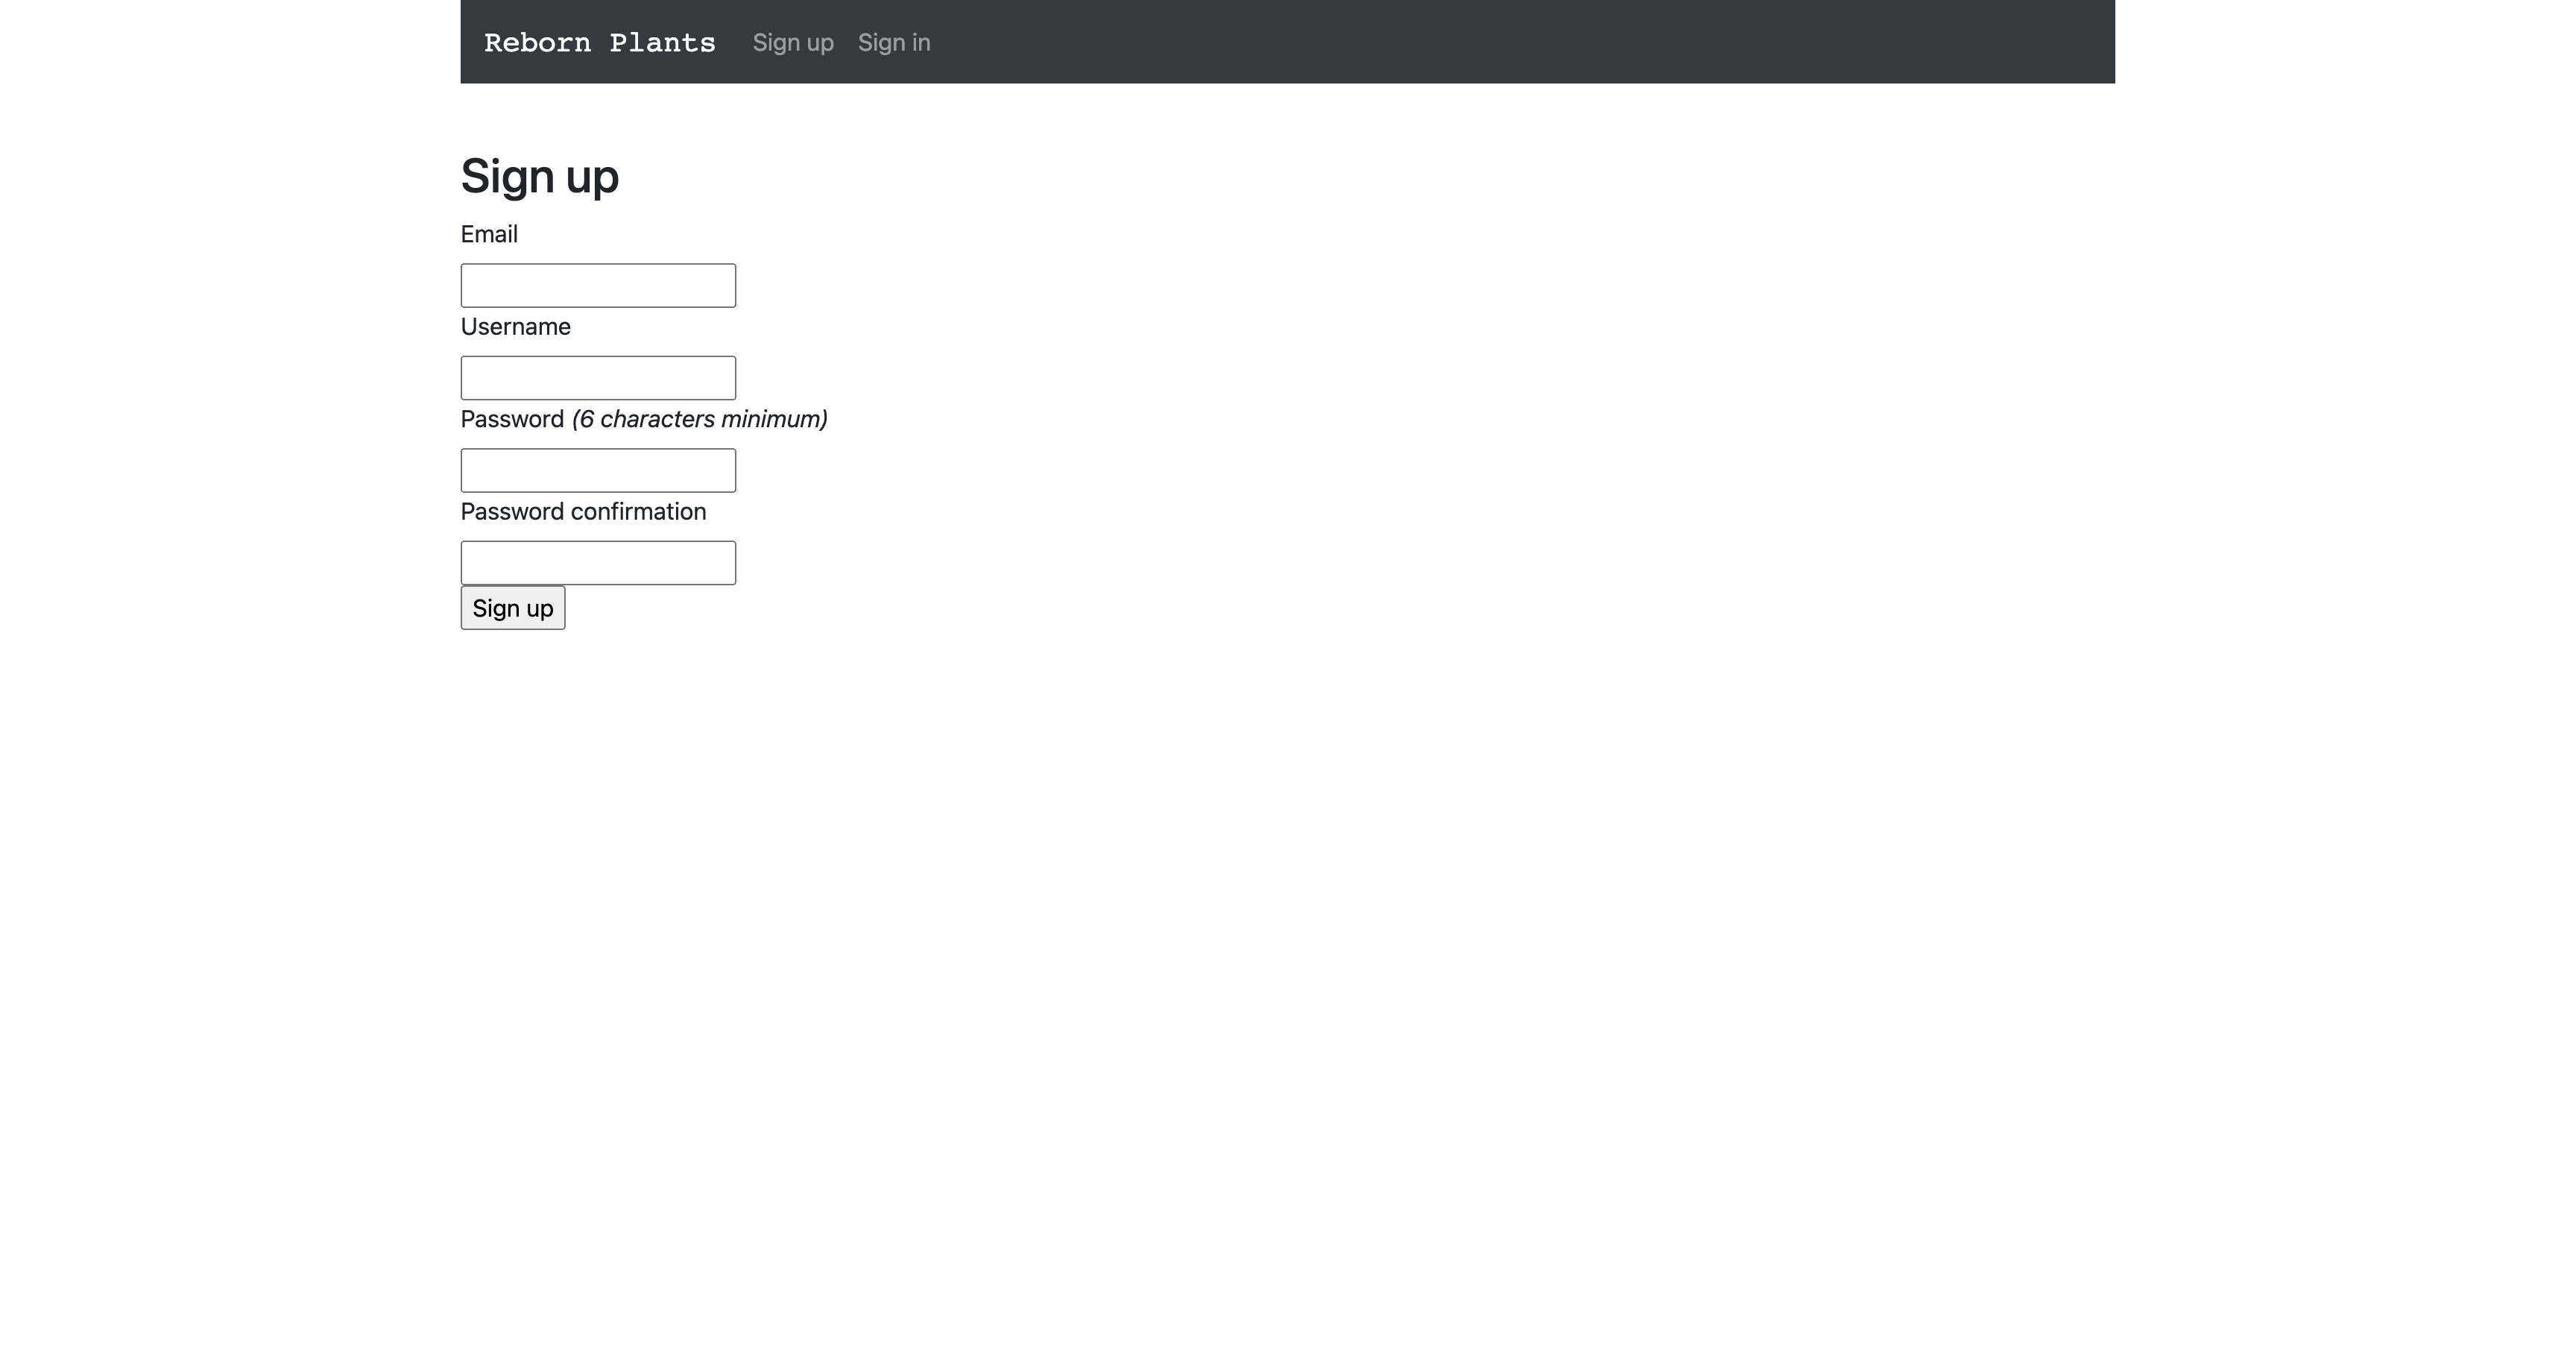 Reborn Plants Sign up Sign in
Sign up
Email
Username
Password (6 characters minimum)
Password confirmation
Sign up